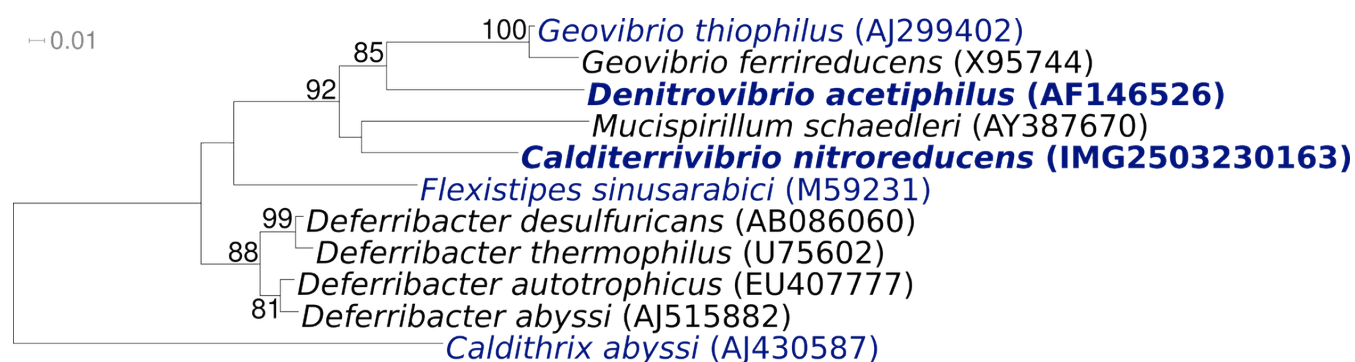 0.01
100 Geovibrio thiophilus (AJ299402)
85 Geovibrio ferrireducens (X95744)
92 Denitrovibrio acetiphilus (AF146526)
Mucispirillum schaedleri (AY387670)
Calditerrivibrio nitroreducens (IMG2503230163)
Flexistipes sinusarabici (M59231)
99 Deferribacter desulfuricans (AB086060)
88 Deferribacter thermophilus (U75602)
Deferribacter autotrophicus (EU407777)
81 Deferribacter abyssi (AJ515882)
Caldithrix abyssi (AJ430587)